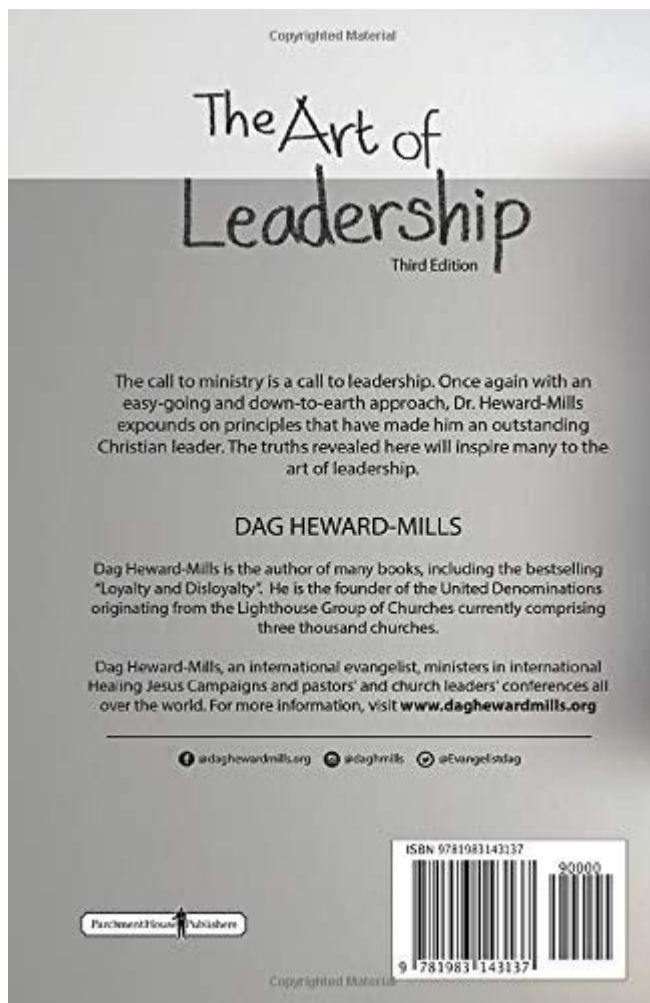 Copyrighted Material
The Art of
Leadership
Third Edition
The call to ministry is a call to leadership. Once again with an
easy-going and down-to-earth approach, Dr. Heward-Mills
expounds on principles that have made him an outstanding
Christian leader. The truths revealed here will inspire many to the
art of leadership.
DAG HEWARD-MILLS
Dag Heward-Mills is the author of many books, including the bestselling
"Loyalty and Disloyalty". He is the founder of the United Denominations
originating from the Lighthouse Group of Churches currently comprising
three thousand churches.
Dag Heward-Mills, an international evangelist, ministers in international
Healing Jesus Campaigns and pastors' and church leaders' conferences all
over the world. For more information, visit www.daghewardmills.org
@daghewardmills.org @daghmills @Evangelistdag
ISBN 9781983143137
90000
Parchment House Publishers
9 781983 143137
Copyrighted Material